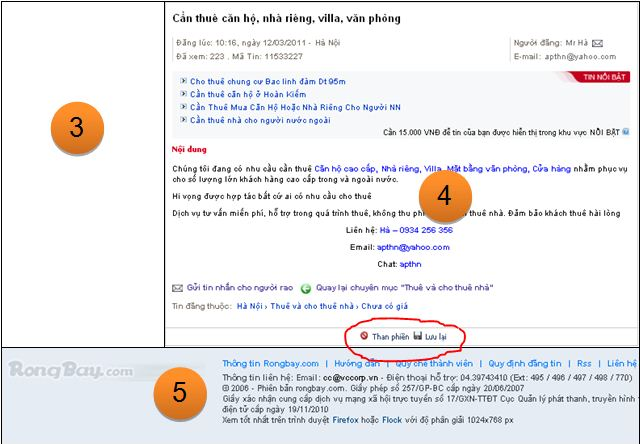 Cần thuê căn hộ, nhà riêng, villa, văn phòng
Đăng lúc: 10:16, ngày 12/03/2011 - Hà Nội
Người đăng: Mr Hà
Đã xem: 223 . Mã Tin: 11533227
E-mail: apthn@yahoo.com
TIN NỔI BẬT
Cho thuê chung cư Bac linh đàm Dt 95m
Cần thuê căn hộ ở Hoàn Kiếm
Cần Thuê Mua Căn Hộ Hoặc Nhà Riêng Cho Người NN
Cần thuê nhà cho người nước ngoài
Cần 15.000 VNĐ để tin của bạn được hiển thị trong khu vực NỔI BẬT
3
Nội dung
Chúng tôi đang có nhu cầu cần thuê Căn hộ cao cấp, Nhà riêng, Villa, Mặt bằng văn phòng, Cửa hàng nhằm phục vụ
cho số lượng lớn khách hàng cao cấp trong và ngoài nước.
Hi vọng được hợp tác bất cứ ai có nhu cầu cho thuê
4
Dịch vụ tư vấn miễn phí, hỗ trợ trong quá trình thuê, không thu phí thuê nhà. Đảm bảo khách thuê hài lòng
Liên hệ: Hà – 0934 256 356
Email: apthn@yahoo.com
Chat: apthn
Gửi tin nhắn cho người rao
Quay lại chuyên mục "Thuê và cho thuê nhà"
Tin đăng thuộc: Hà Nội › Thuê và cho thuê nhà › Chưa có giá
Than phiền Lưu lại
RongBay.com
5
Thông tin Rongbay.com | Hướng dẫn | Quy chế thành viên | Quy định đăng tin | Rss | Liên hệ
Thông tin liên hệ: Email: cc@vccorp.vn - Điện thoại hỗ trợ: 04.39743410 (Ext: 495 / 496 / 497 / 498 / 770)
© 2006 - Phiên bản rongbay.com. Giấy phép số 257/GP-BC cấp ngày 20/06/2007
Giấy xác nhận cung cấp dịch vụ mạng xã hội trực tuyến số 17/GXN-TTĐT Cục Quản lý phát thanh, truyền hình
điện tử cấp ngày 19/11/2010
Xem tốt nhất trên trình duyệt Firefox hoặc Flock với độ phân giải 1024x768 px